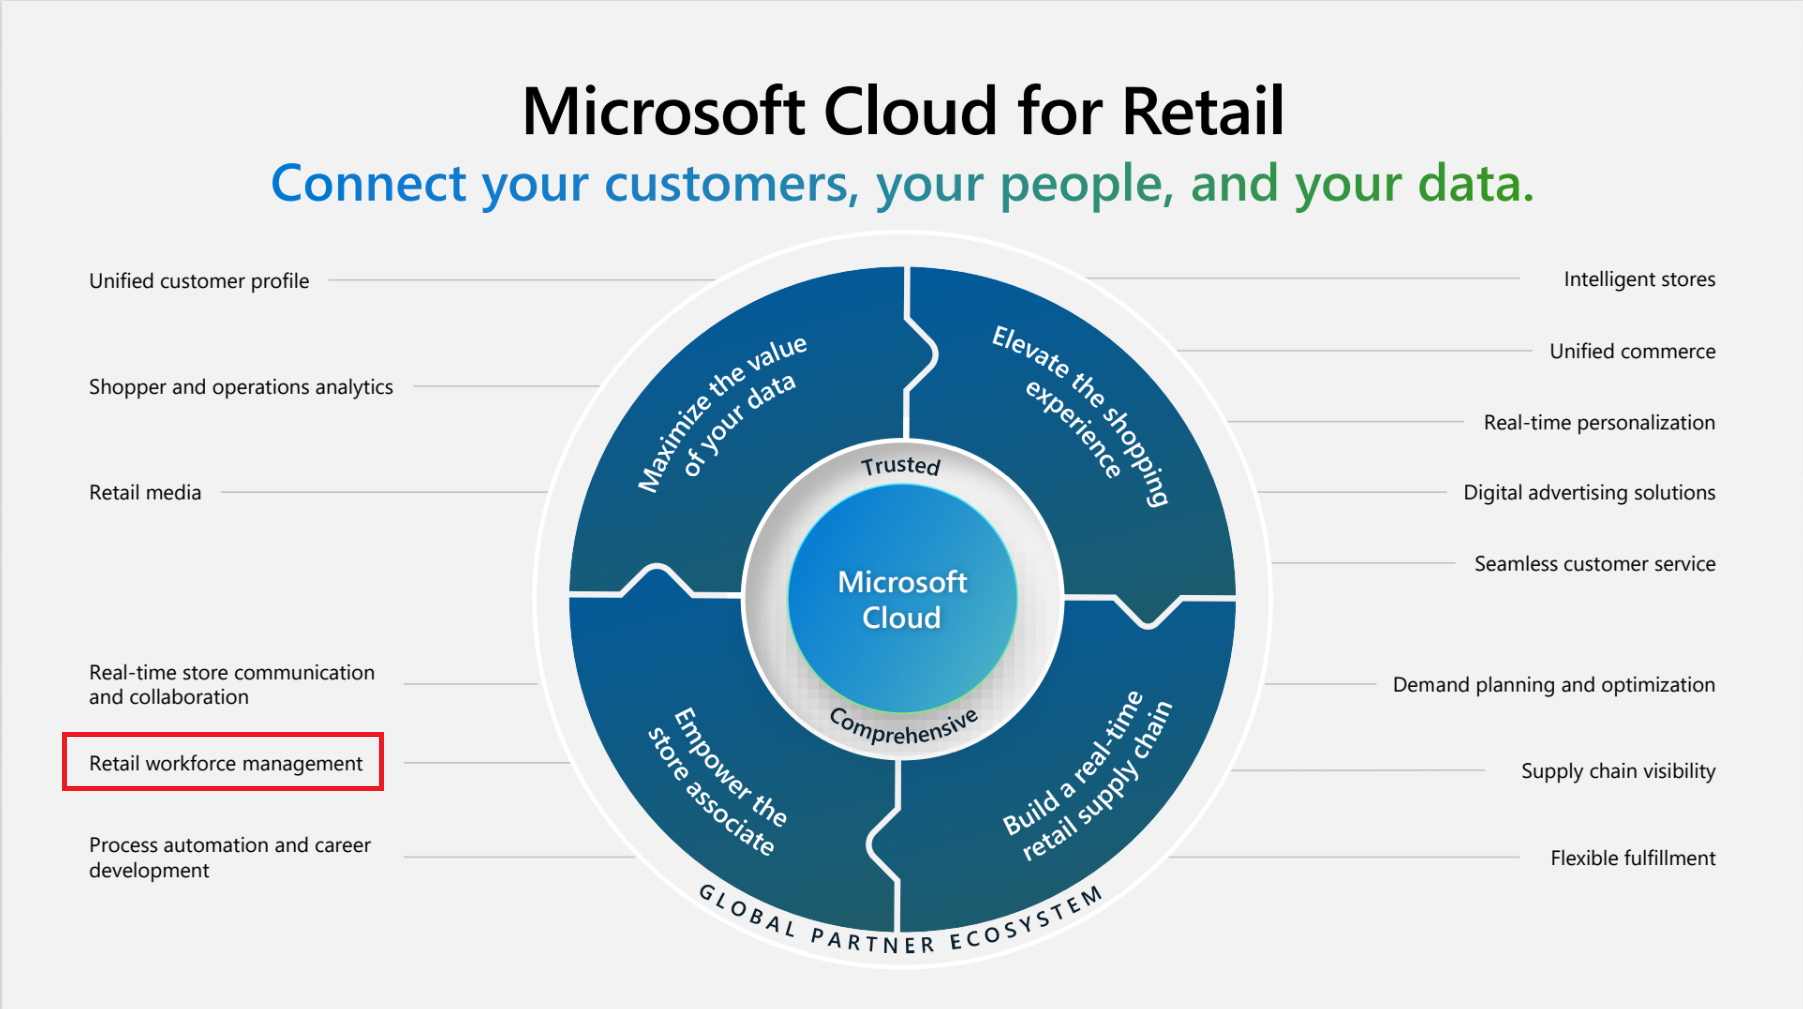 Microsoft Cloud for Retail
Connect your customers, your people, and your data.
Unified customer profile
Shopper and operations analytics
Retail media
Maximize the value
of your data
Elevate the shopping
experience
Intelligent stores
Unified commerce
Real-time personalization
Digital advertising solutions
Seamless customer service
Trusted
Microsoft
Cloud
Comprehensive
Real-time store communication
and collaboration
Retail workforce management
Process automation and career
development
Empower the
store associate
Build a real-time
retail supply chain
Demand planning and optimization
Supply chain visibility
Flexible fulfillment
GLOBAL PARTNER ECOSYSTEM